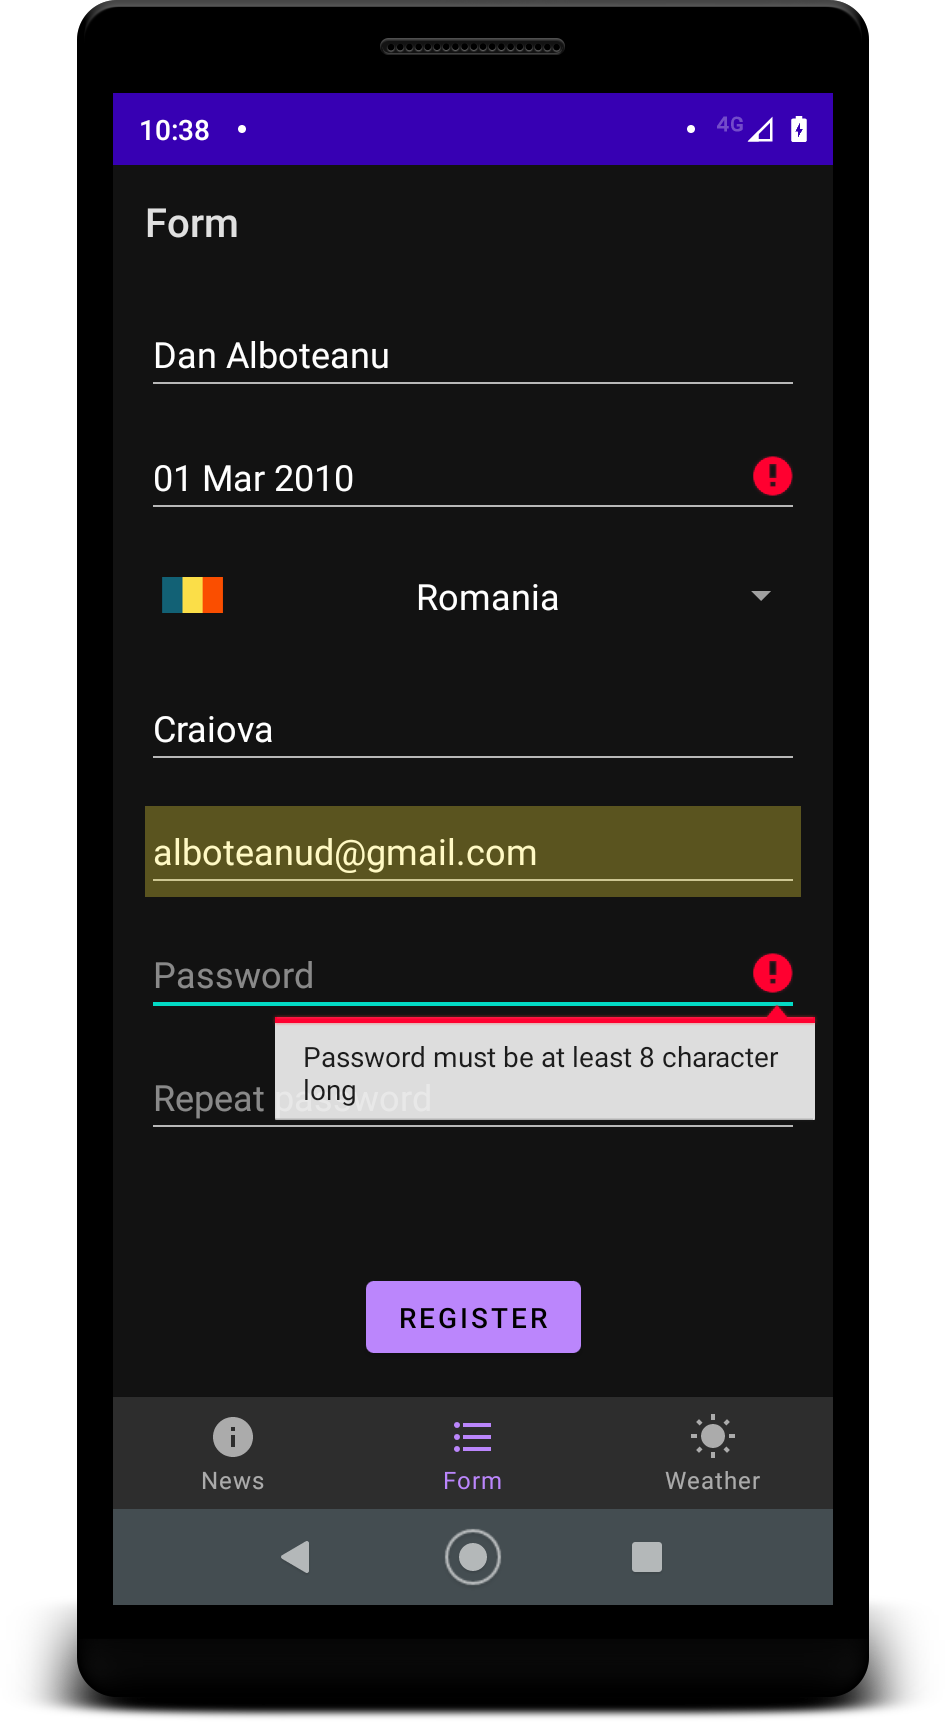 10:38
4G
Form
Dan Alboteanu
01 Mar 2010
Romania
Craiova
alboteanud@gmail.com
Password
Password must be at least 8 character
long
Repeat password
REGISTER
News
Form
Weather